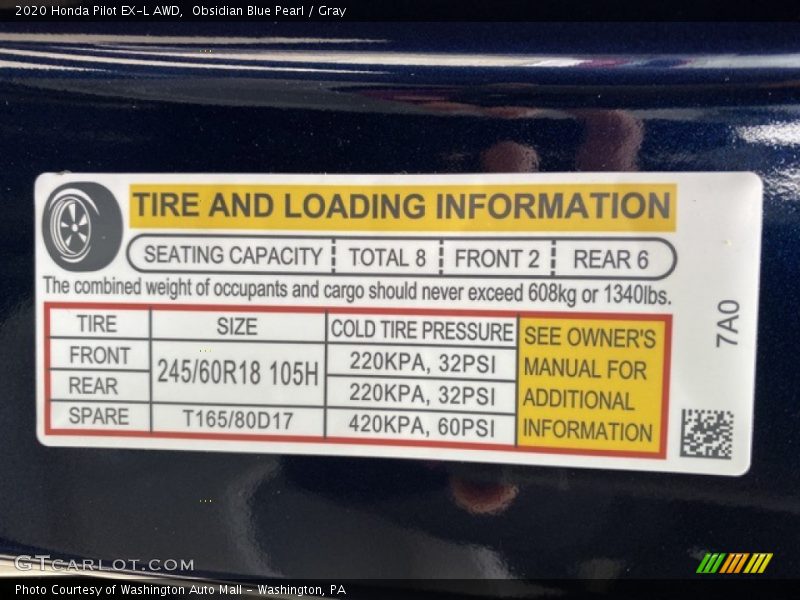 2020 Honda Pilot EX-L AWD, Obsidian Blue Pearl / Gray
TIRE AND LOADING INFORMATION
SEATING CAPACITY TOTAL 8 FRONT 2 REAR 6
The combined weight of occupants and cargo should never exceed 608kg or 1340lbs.
TIRE SIZE COLD TIRE PRESSURE
FRONT 245/60R18 105H 220KPA, 32PSI
REAR 220KPA, 32PSI
SPARE T165/80D17 420KPA, 60PSI
SEE OWNER'S
MANUAL FOR
ADDITIONAL
INFORMATION
7A0
GTCARLOT.COM
Photo Courtesy of Washington Auto Mall - Washington, PA